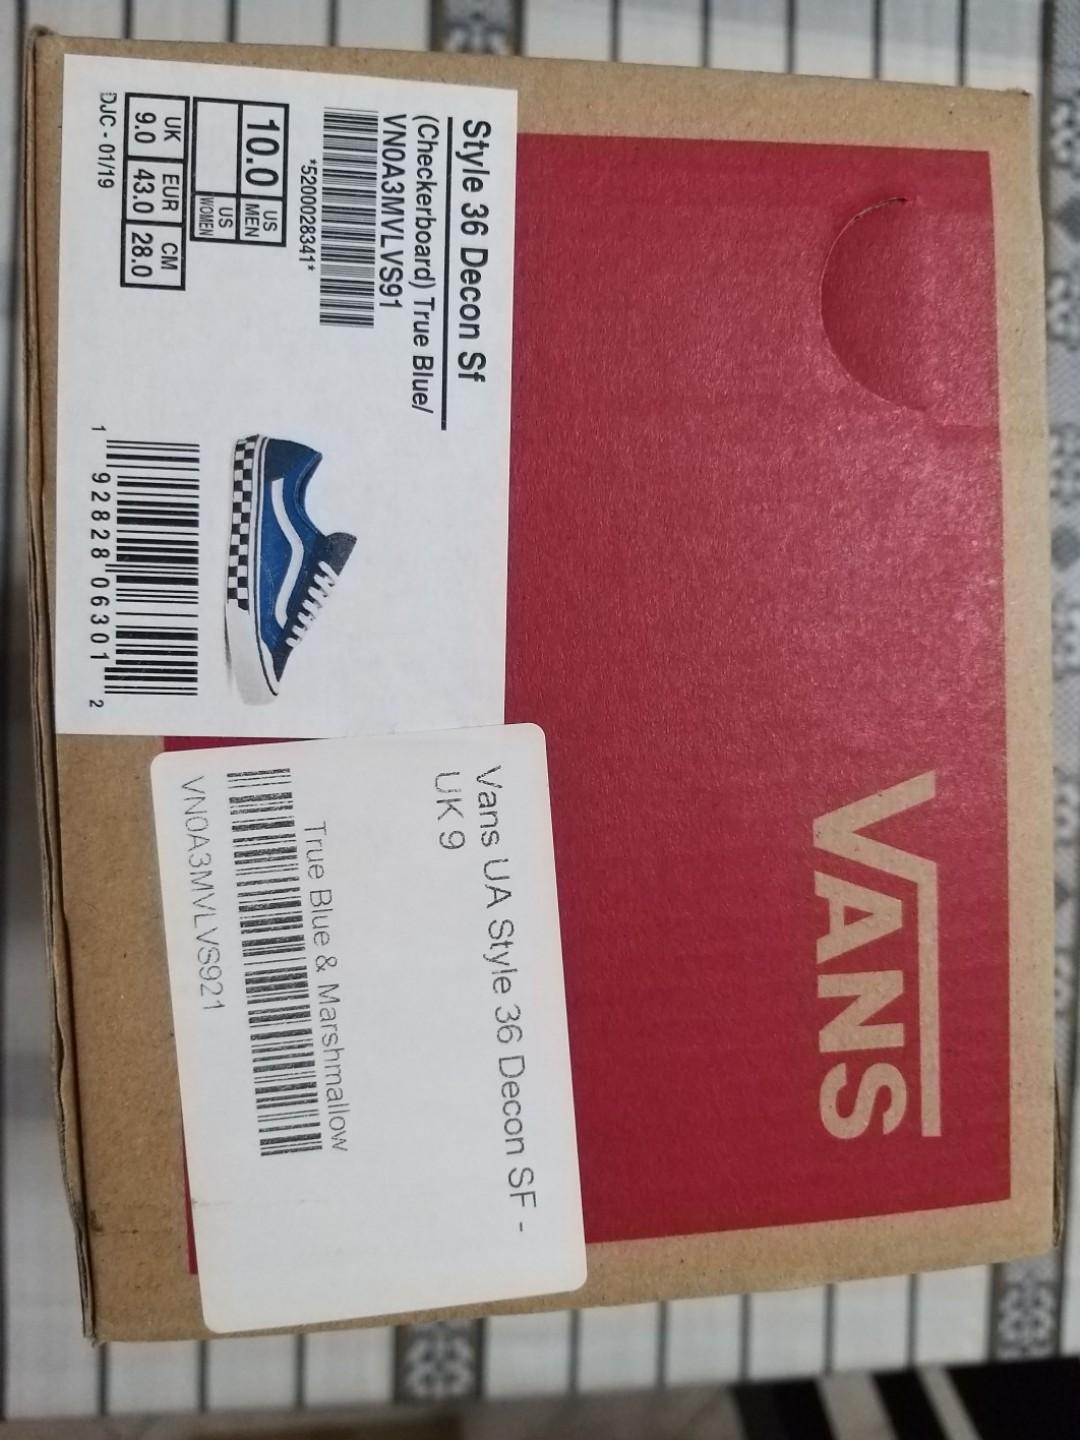 Style 36 Decon Sf
(Checkerboard) True Blue/
VN0A3MVLVS91
*5200028341*
10.0 US MEN
US WOMEN
UK EUR CM
9.0 43.0 28.0
DJC - 01/19
1 92828 06301 2
VANS
Vans UA Style 36 Decon SF -
UK 9
True Blue & Marshmallow
VN0A3MVLVS921